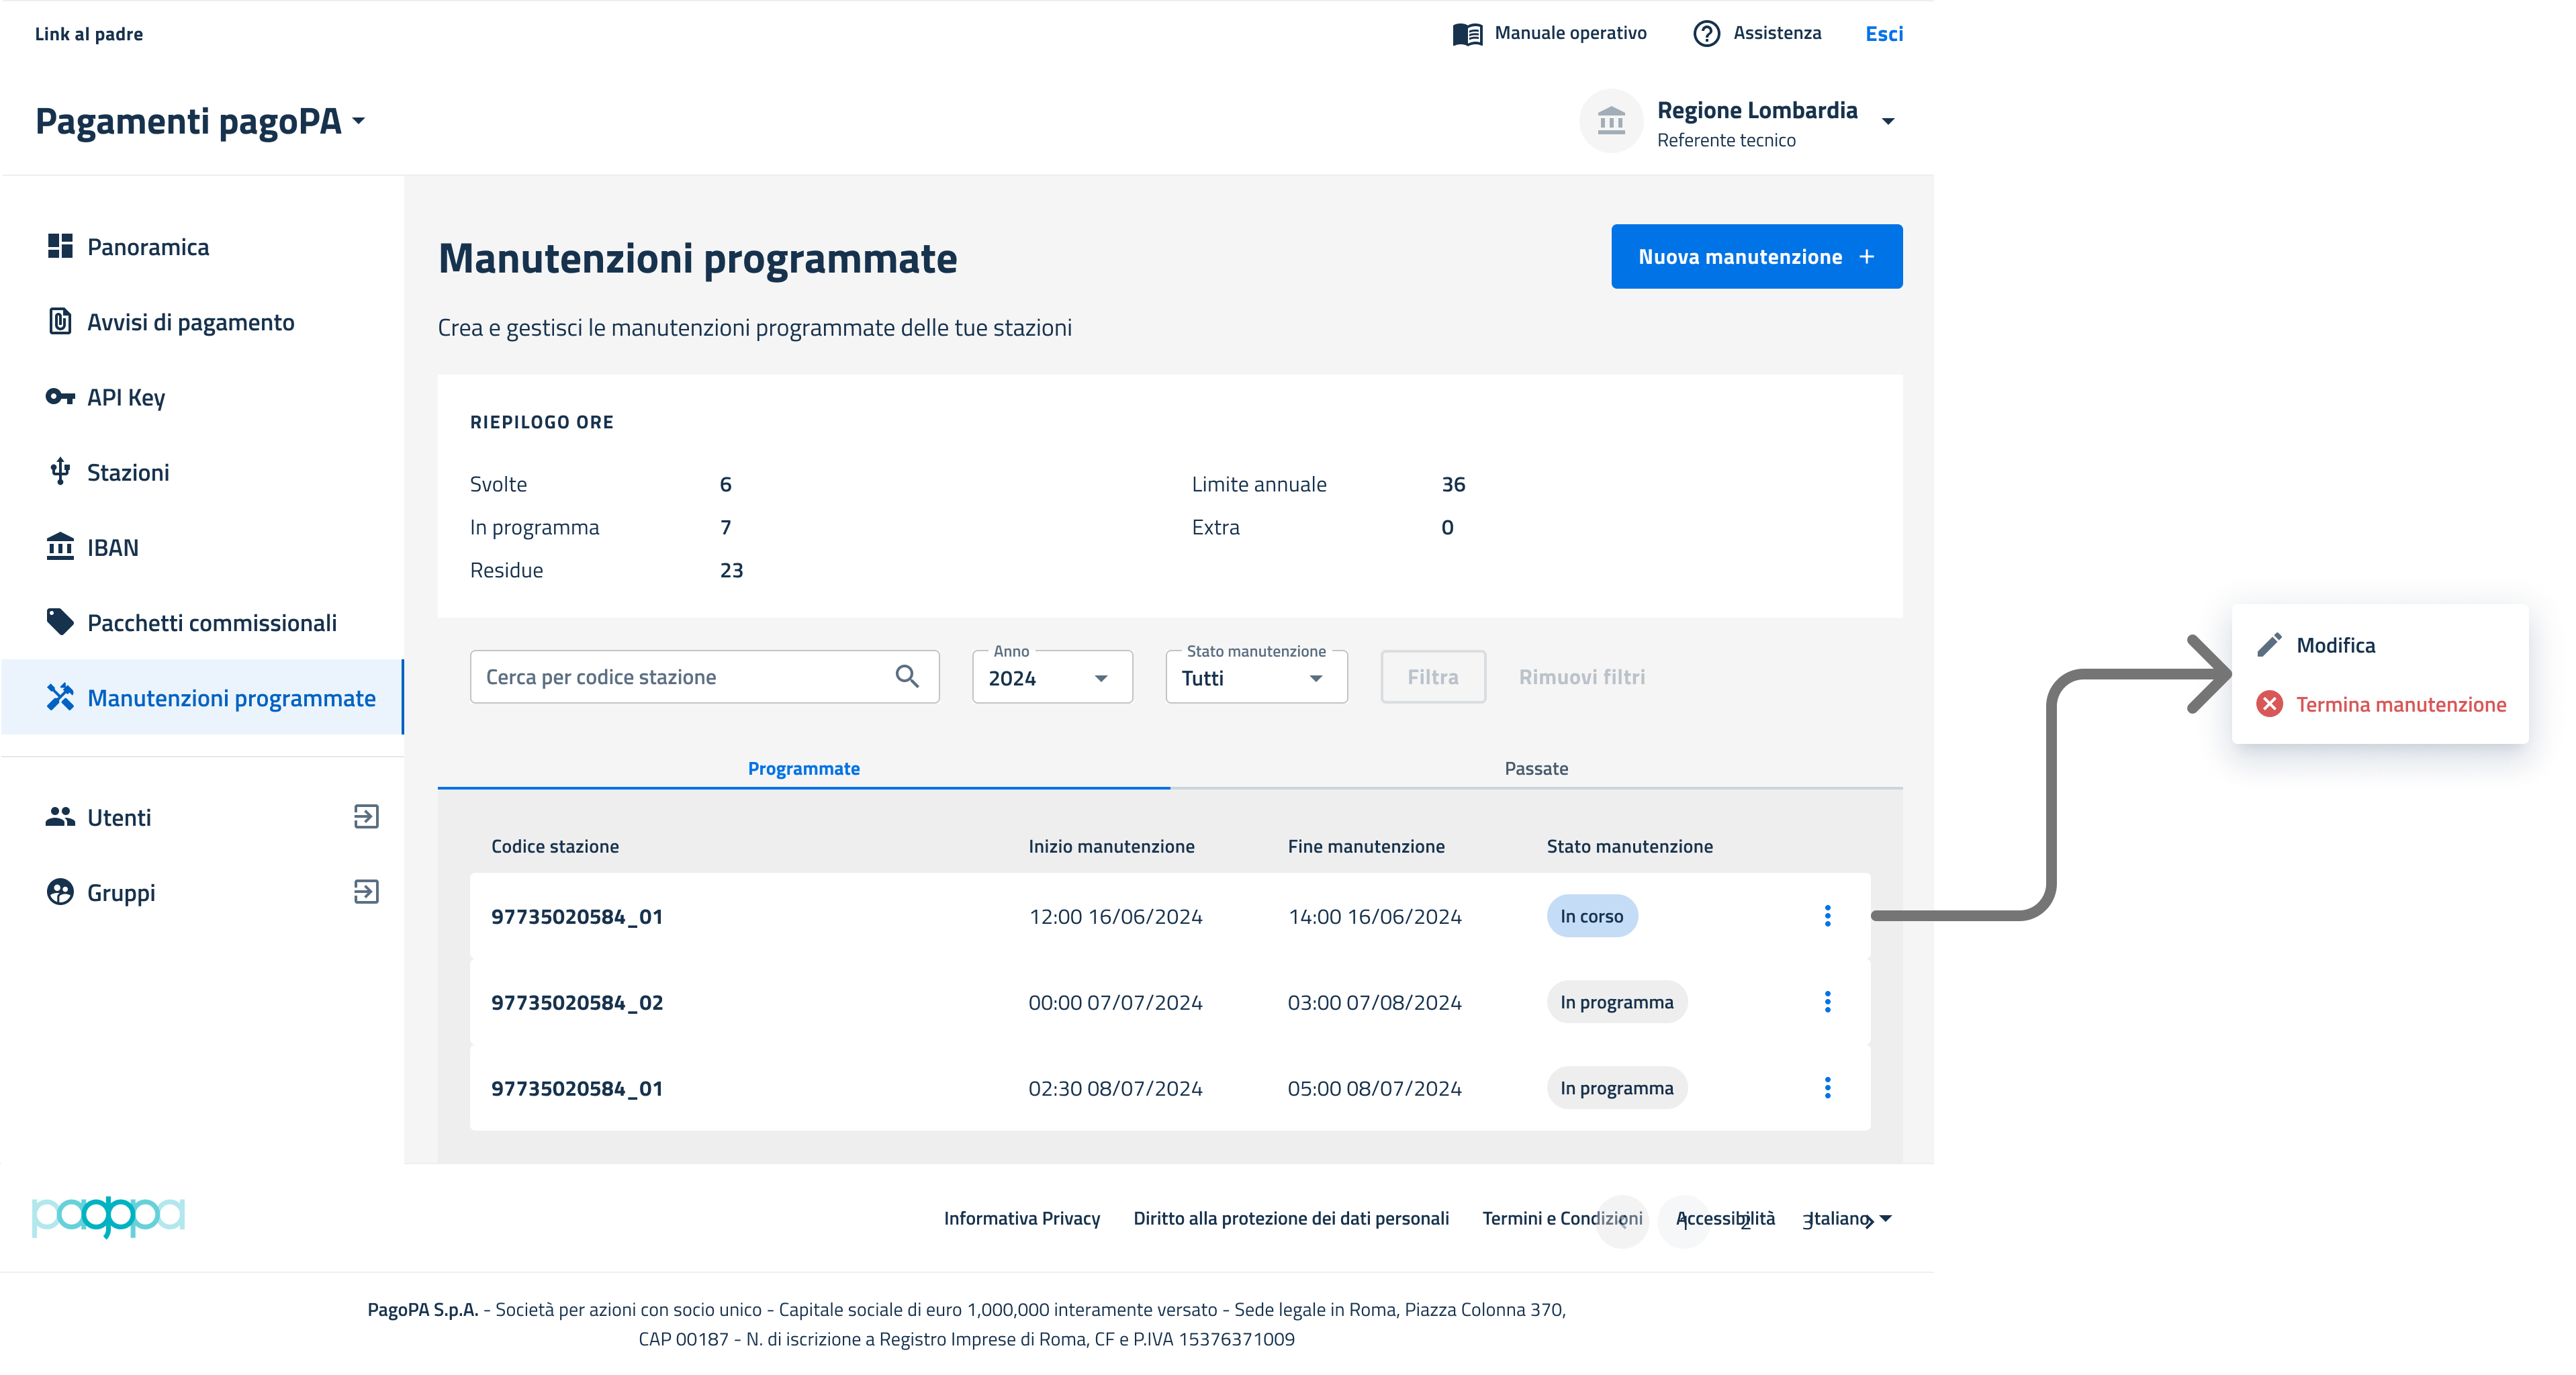 Link al padre
Manuale operativo
Assistenza
Esci
Pagamenti pagoPA
Regione Lombardia
Referente tecnico
Panoramica
Avvisi di pagamento
API Key
Stazioni
IBAN
Pacchetti commissionali
Manutenzioni programmate
Utenti
Gruppi
Manutenzioni programmate
Nuova manutenzione +
Crea e gestisci le manutenzioni programmate delle tue stazioni
RIEPILOGO ORE
Svolte 6
In programma 7
Residue 23
Limite annuale 36
Extra 0
Cerca per codice stazione
Anno
2024
Stato manutenzione
Tutti
Filtra
Rimuovi filtri
Programmate
Passate
Codice stazione Inizio manutenzione Fine manutenzione Stato manutenzione
97735020584_01 12:00 16/06/2024 14:00 16/06/2024 In corso
97735020584_02 00:00 07/07/2024 03:00 07/08/2024 In programma
97735020584_01 02:30 08/07/2024 05:00 08/07/2024 In programma
Modifica
Termina manutenzione
pagopa
Informativa Privacy
Diritto alla protezione dei dati personali
Termini e Condizioni
Accessibilità
Italiano
1 2 3
PagoPA S.p.A. - Società per azioni con socio unico - Capitale sociale di euro 1,000,000 interamente versato - Sede legale in Roma, Piazza Colonna 370,
CAP 00187 - N. di iscrizione a Registro Imprese di Roma, CF e P.IVA 15376371009